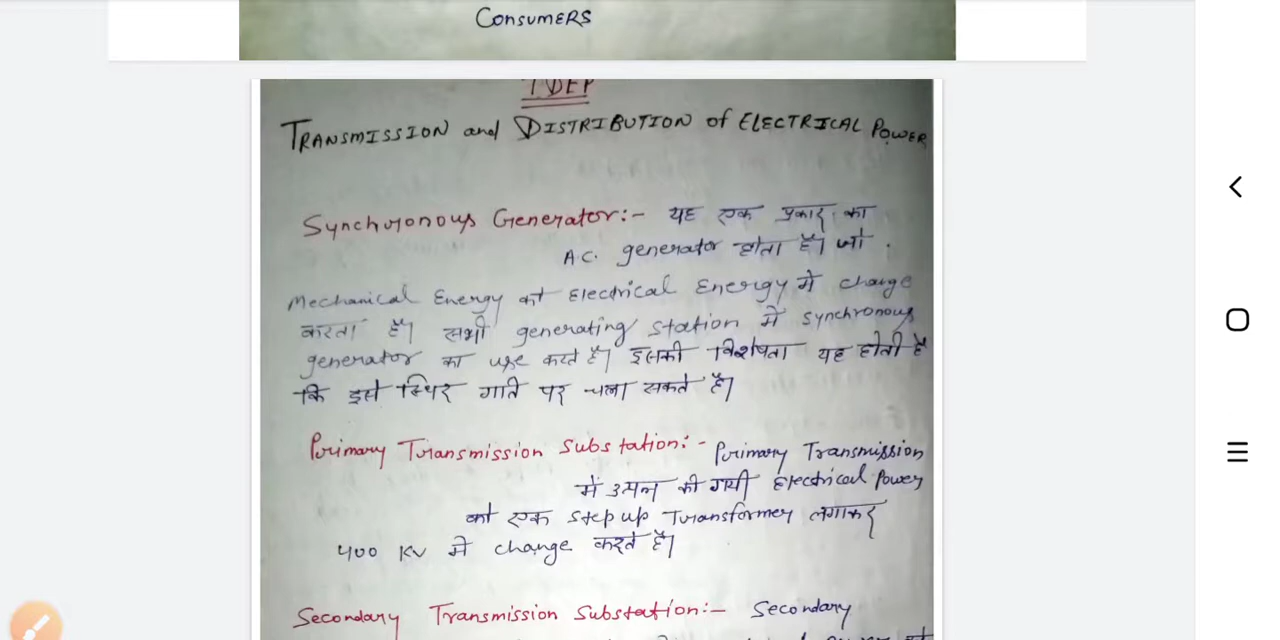 CONSUMERS
TDEP
TRANSMISSION and DISTRIBUTION of ELECTRICAL POWER
Synchronous Generator:- यह एक प्रकार का
A.C. generator होता है। जो
Mechanical Energy को Electrical Energy में change
करता है। सभी generating station में synchronous
generator का use करते है। इसकी विशेषता यह होती है
कि इसे स्थिर गति पर चला सकते है।
Primary Transmission Substation:- Primary Transmission
में उत्पन्न की गयी Electrical Power
को एक step up Transformer लगाकर
400 KV में change करते है।
Secondary Transmission Substation:- Secondary